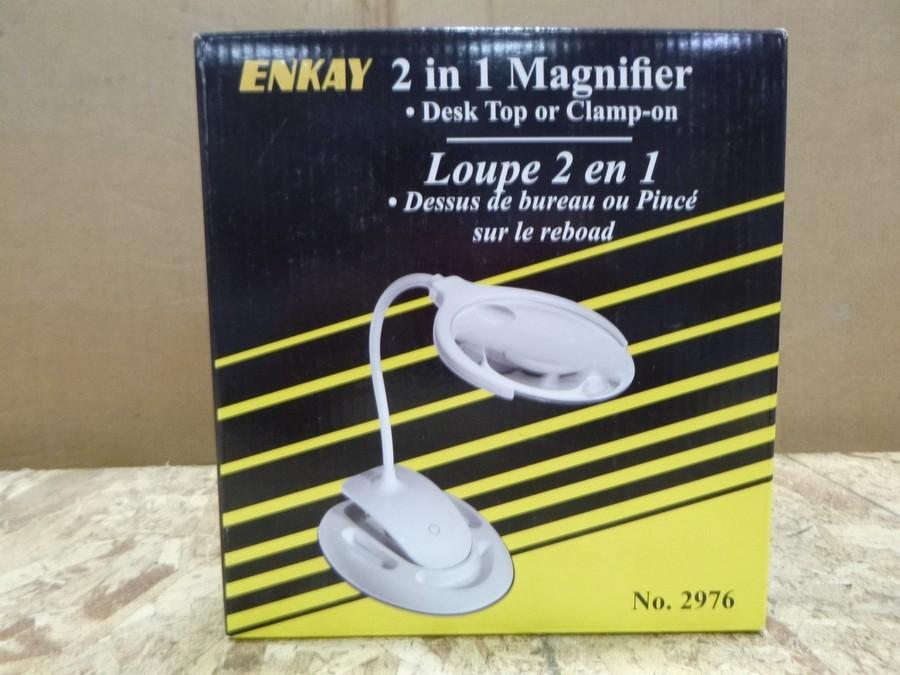 ENKAY 2 in 1 Magnifier
• Desk Top or Clamp-on
Loupe 2 en 1
• Dessus de bureau ou Pincé
sur le reboad
No. 2976